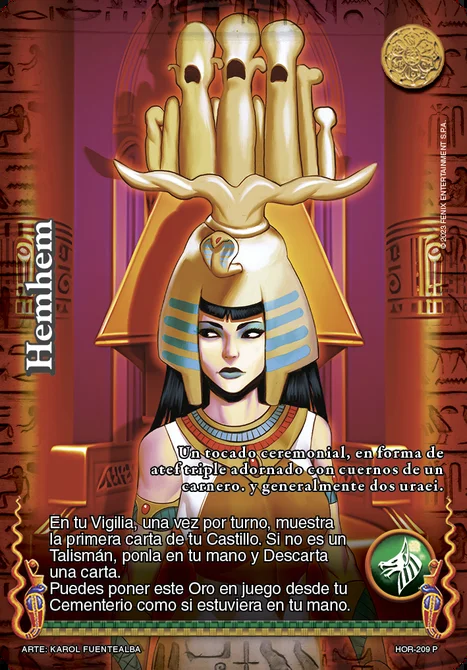 © 2023 FENIX ENTERTAINMENT S.P.A.
Hemhem
Un tocado ceremonial, en forma de
atef triple adornado con cuernos de un
carnero. y generalmente dos uraei.
En tu Vigilia, una vez por turno, muestra
la primera carta de tu Castillo. Si no es un
Talismán, ponla en tu mano y Descarta
una carta.
Puedes poner este Oro en juego desde tu
Cementerio como si estuviera en tu mano.
ARTE: KAROL FUENTEALBA
HOR-209 P